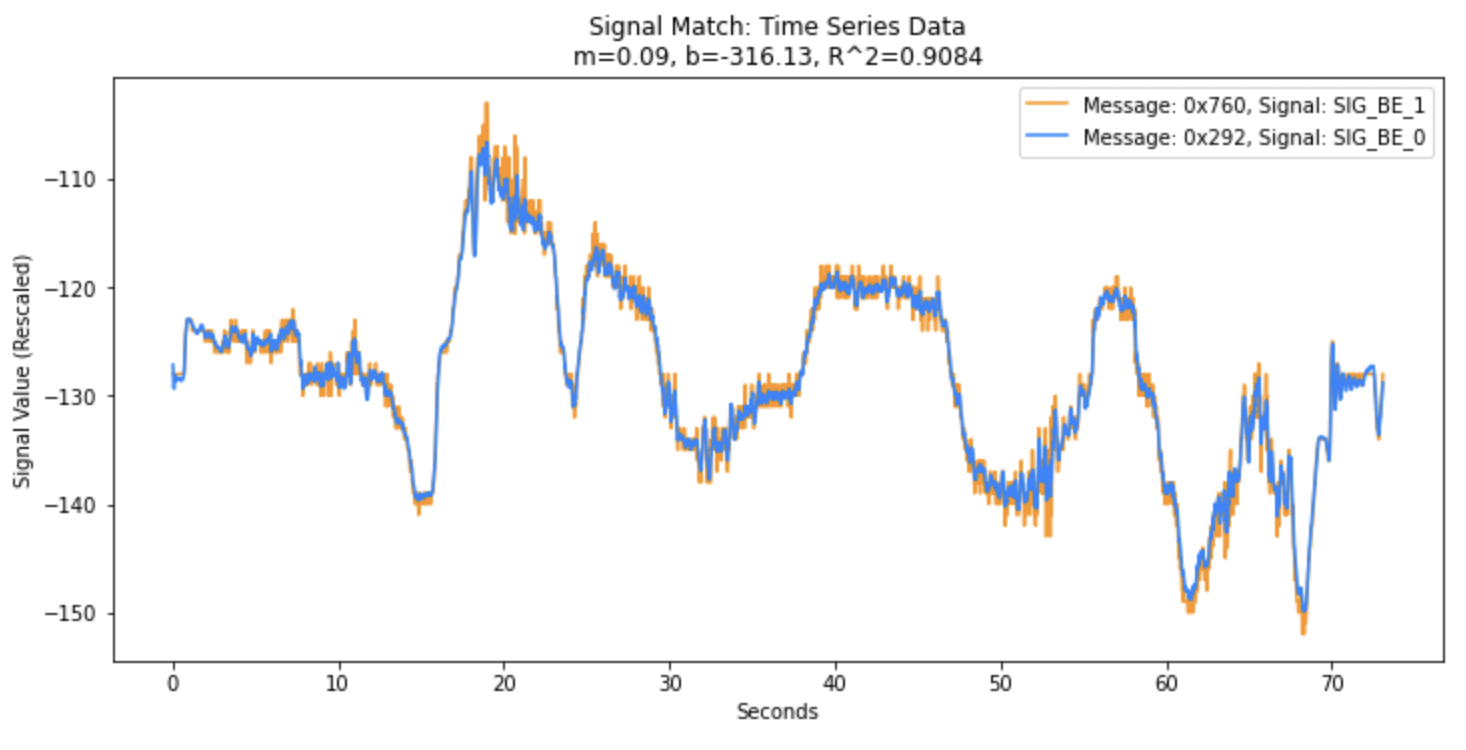 Signal Match: Time Series Data
m=0.09, b=-316.13, R^2=0.9084
Message: 0x760, Signal: SIG_BE_1
Message: 0x292, Signal: SIG_BE_0
Signal Value (Rescaled)
−110
−120
−130
−140
−150
0 10 20 30 40 50 60 70
Seconds